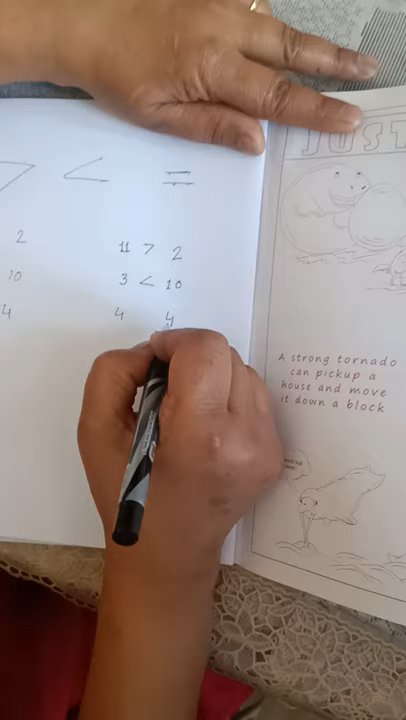 > < =
2 11 > 2
10 3 < 10
4 4 4
JUST
A strong tornado
can pickup a
house and move
it down a block